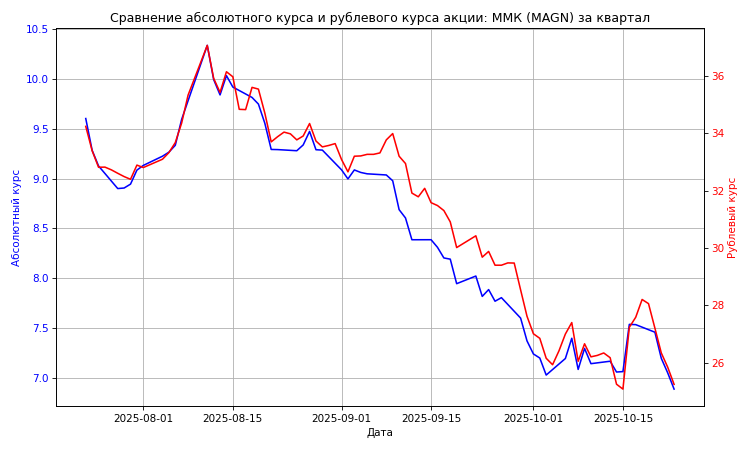 Сравнение абсолютного курса и рублевого курса акции: ММК (MAGN) за квартал
10.5
10.0
9.5
9.0
8.5
8.0
7.5
7.0
Абсолютный курс
36
34
32
30
28
26
Рублевый курс
2025-08-01 2025-08-15 2025-09-01 2025-09-15 2025-10-01 2025-10-15
Дата